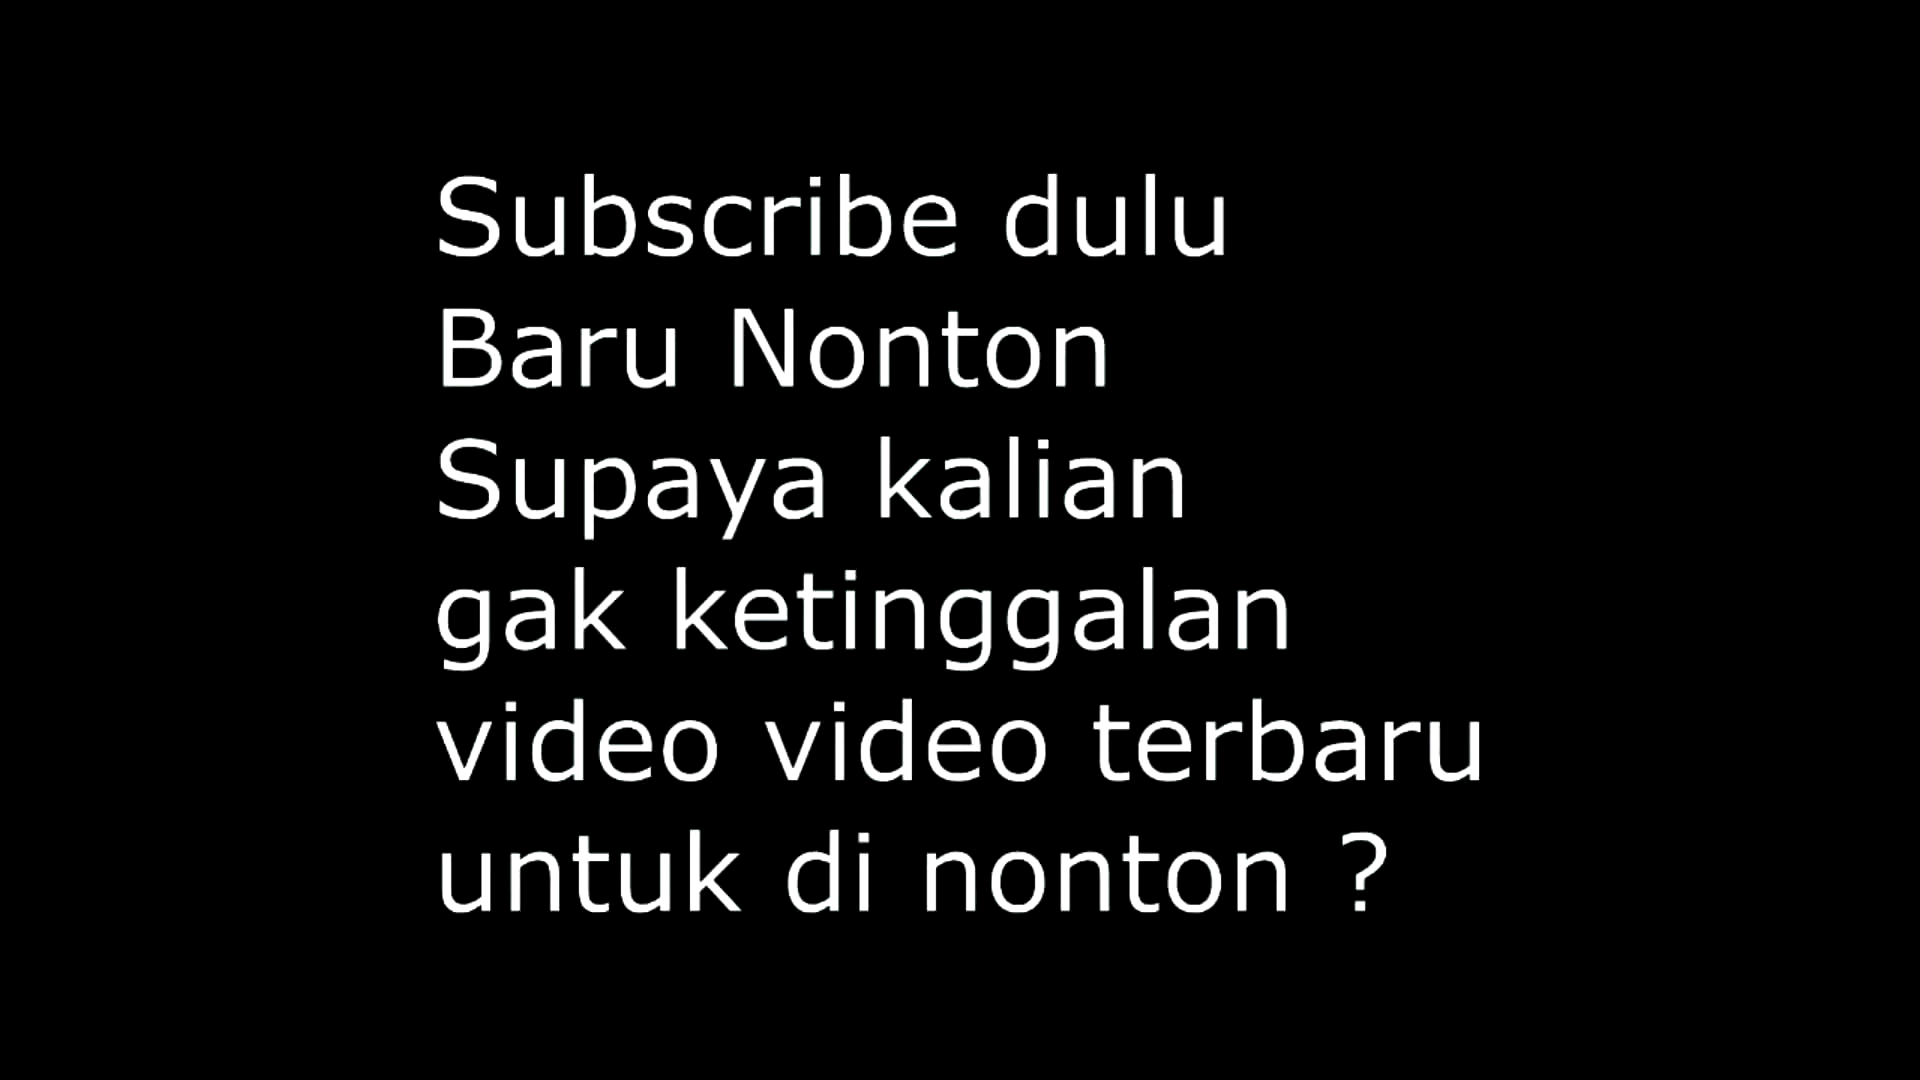 Subscribe dulu
Baru Nonton
Supaya kalian
gak ketinggalan
video video terbaru
untuk di nonton ?